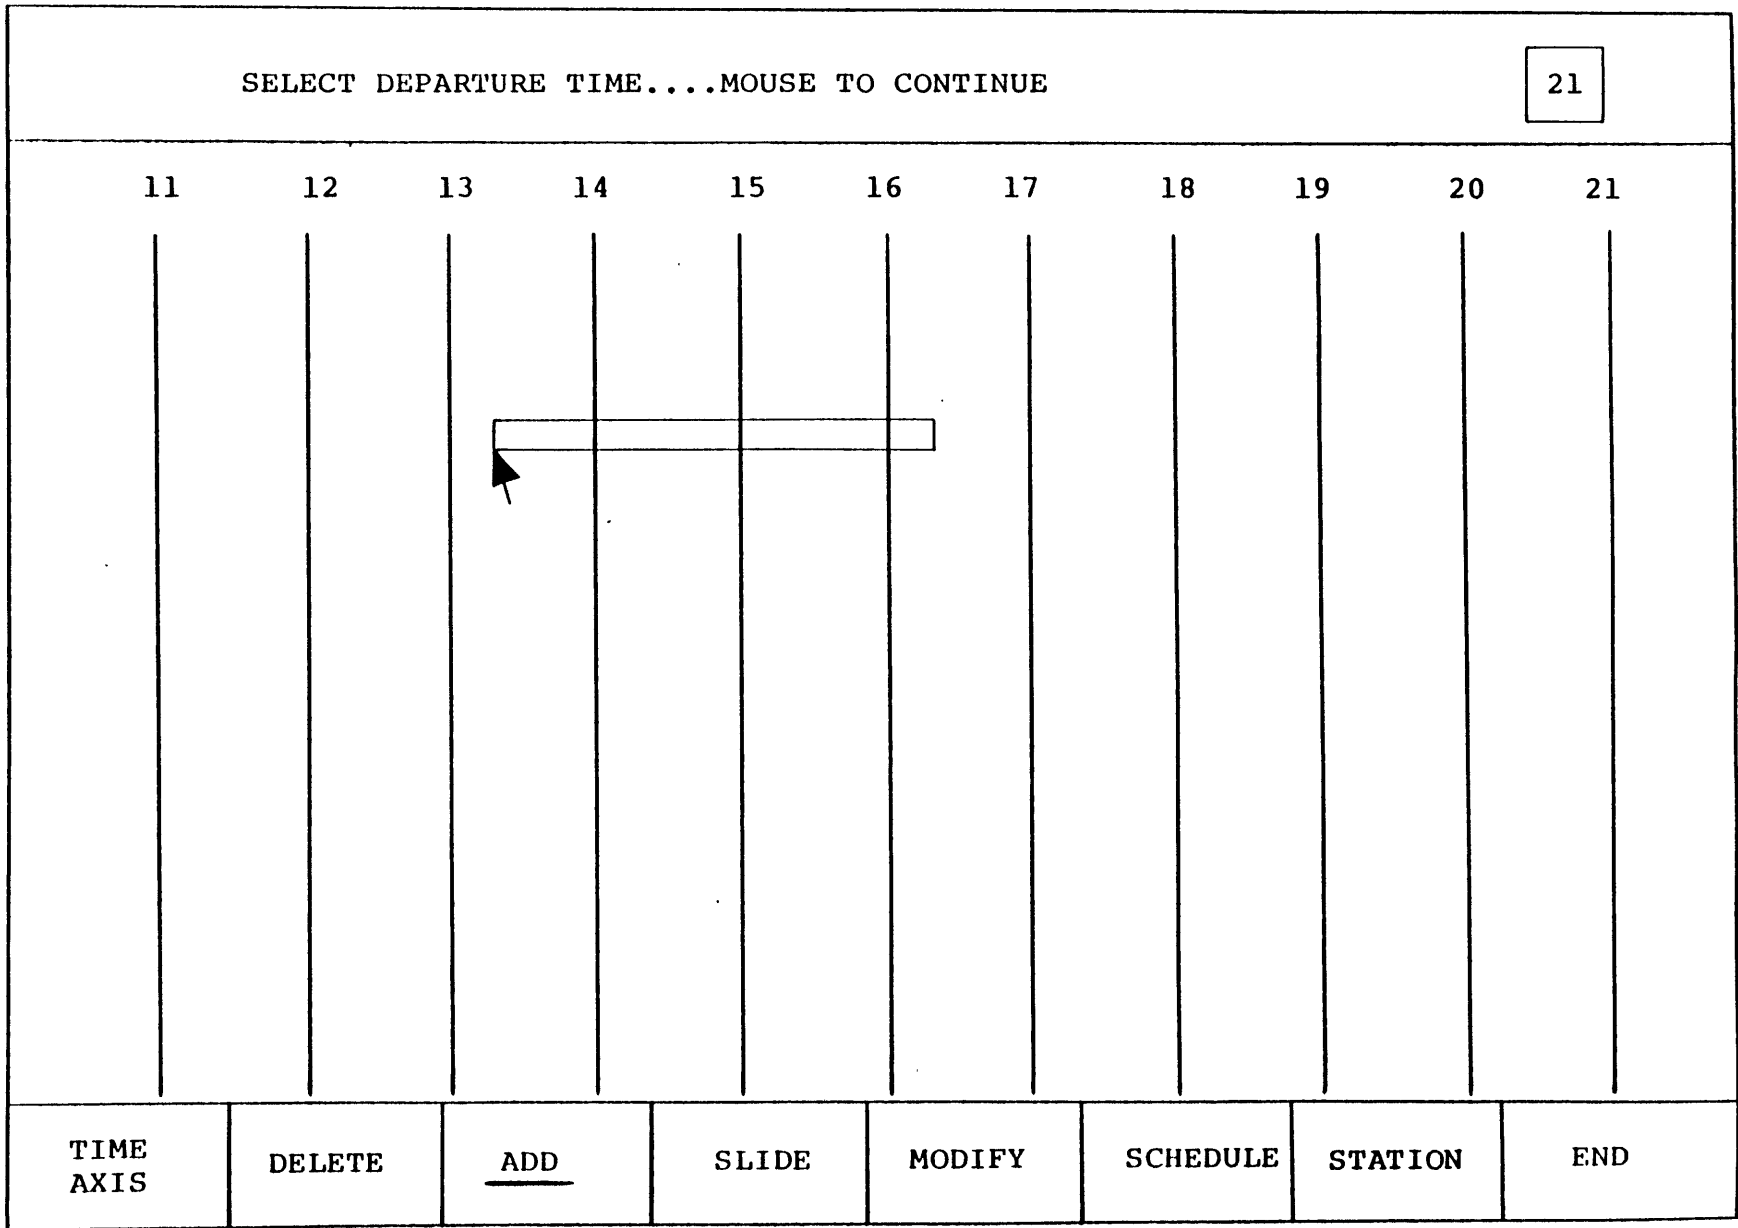 SELECT DEPARTURE TIME....MOUSE TO CONTINUE 21
11 12 13 14 15 16 17 18 19 20 21
TIME AXIS
DELETE
ADD
SLIDE
MODIFY
SCHEDULE
STATION
END